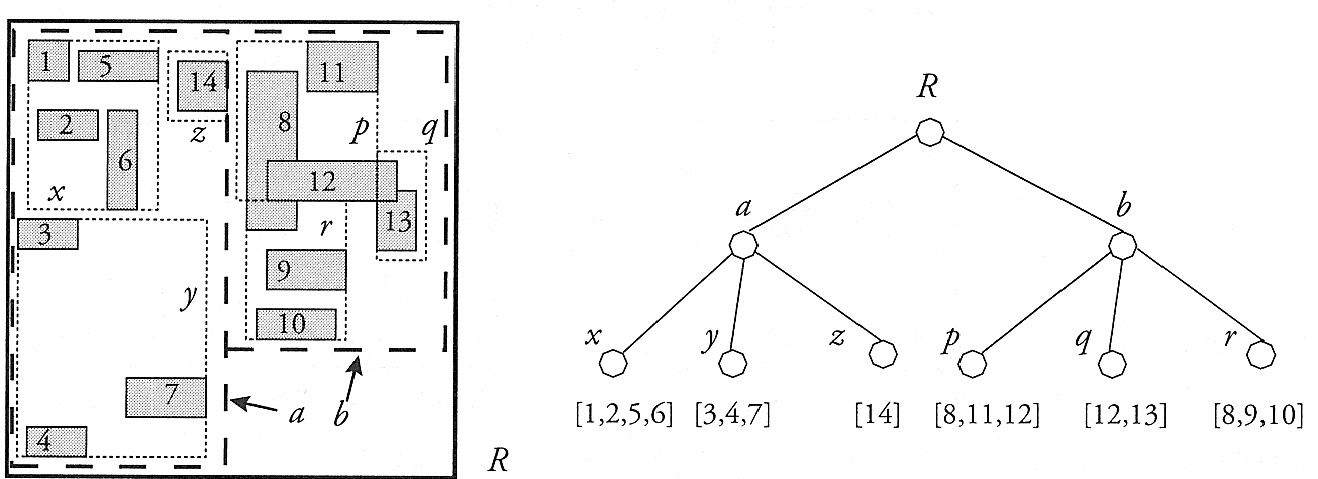 1 5 14 11
2 6 z 8 p q
x 12
3 r 13
y 9
10
7 a b
4
R
R
a b
x y z p q r
[1,2,5,6] [3,4,7] [14] [8,11,12] [12,13] [8,9,10]